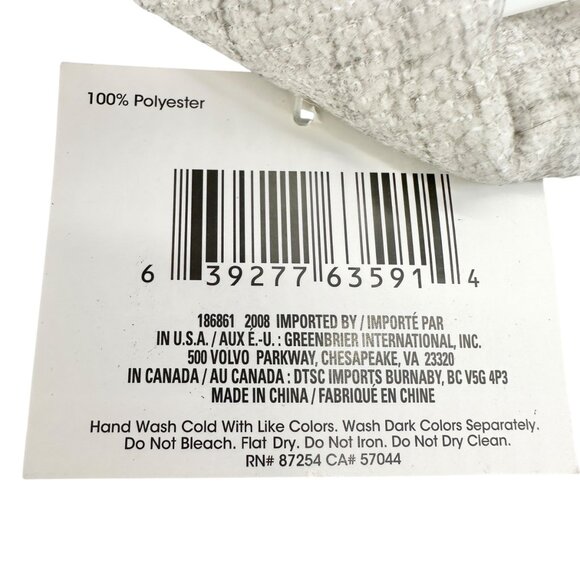 100% Polyester
6 39277 63591 4
186861 2008 IMPORTED BY / IMPORTÉ PAR
IN U.S.A. / AUX É.-U. : GREENBRIER INTERNATIONAL, INC.
500 VOLVO PARKWAY, CHESAPEAKE, VA 23320
IN CANADA / AU CANADA : DTSC IMPORTS BURNABY, BC V5G 4P3
MADE IN CHINA / FABRIQUÉ EN CHINE
Hand Wash Cold With Like Colors. Wash Dark Colors Separately.
Do Not Bleach. Flat Dry. Do Not Iron. Do Not Dry Clean.
RN# 87254 CA# 57044